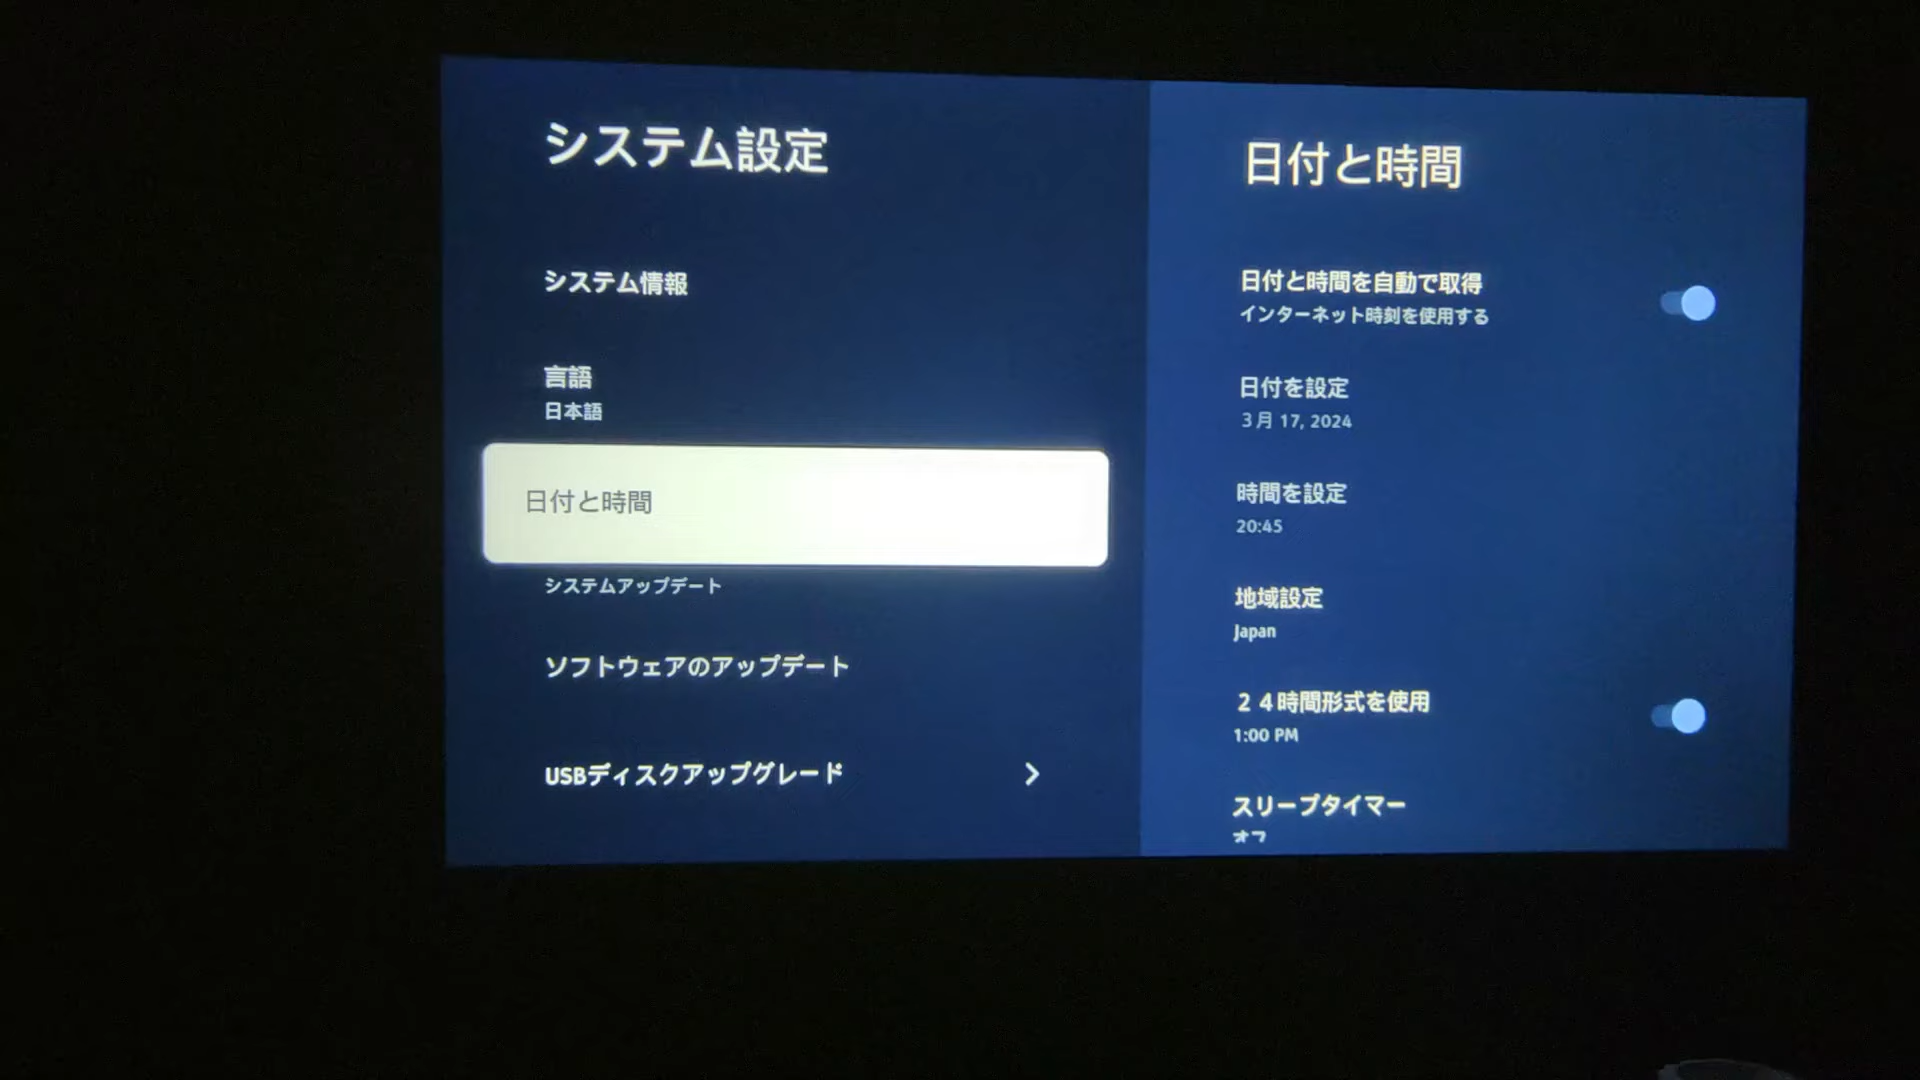 システム設定
システム情報
言語
日本語
日付と時間
システムアップデート
ソフトウェアのアップデート
USBディスクアップグレード
日付と時間
日付と時間を自動で取得
インターネット時刻を使用する
日付を設定
3月 17, 2024
時間を設定
20:45
地域設定
Japan
２４時間形式を使用
1:00 PM
スリープタイマー
オフ